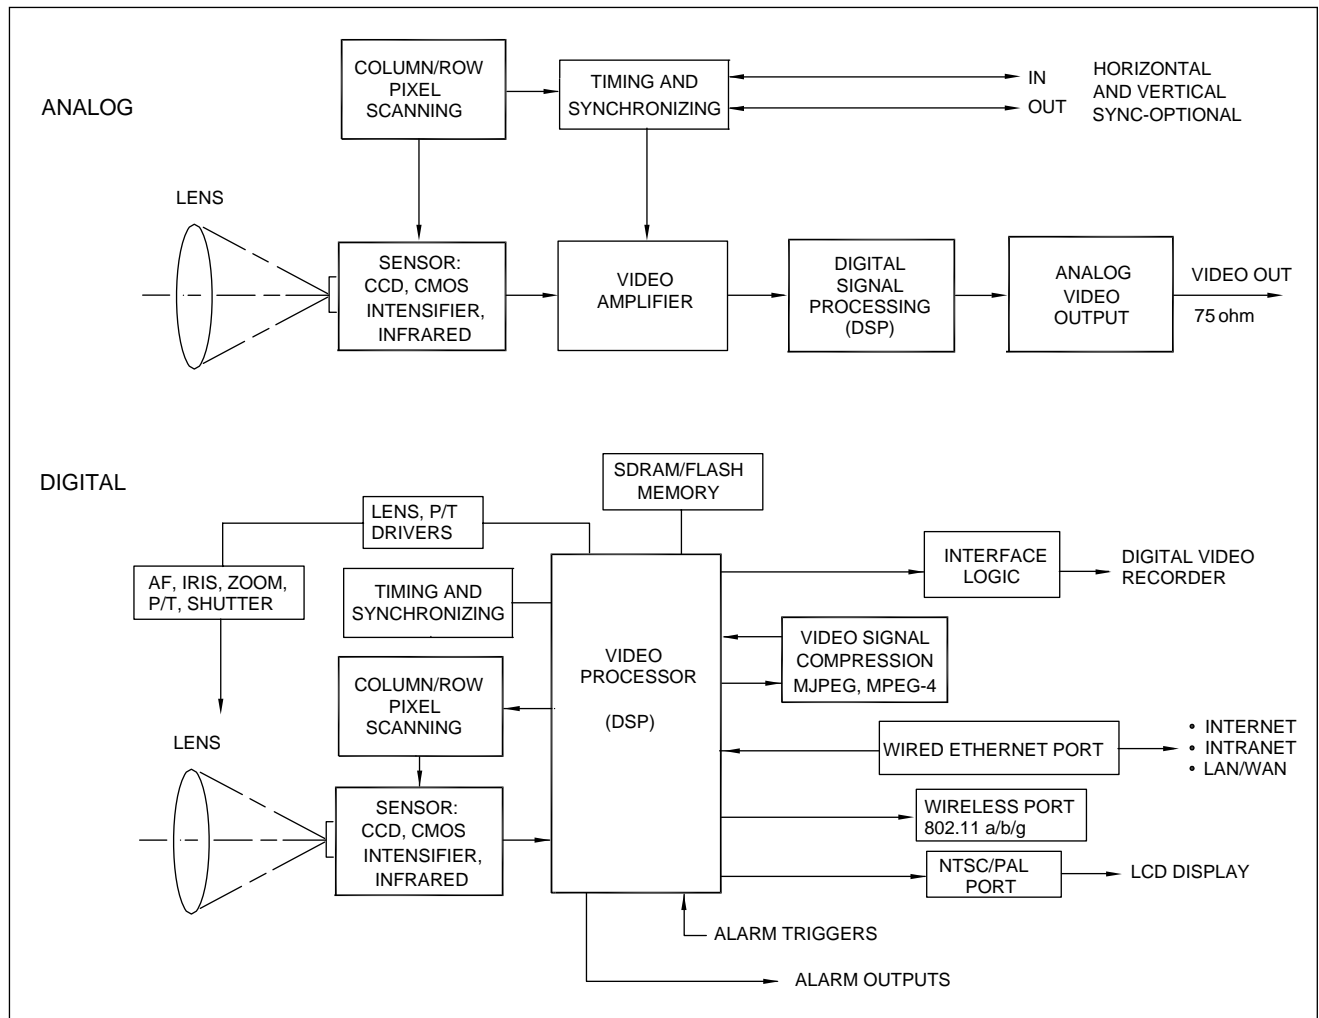 ANALOG
COLUMN/ROW
PIXEL
SCANNING
TIMING AND
SYNCHRONIZING
IN
OUT
HORIZONTAL
AND VERTICAL
SYNC-OPTIONAL
LENS
SENSOR:
CCD, CMOS
INTENSIFIER,
INFRARED
VIDEO
AMPLIFIER
DIGITAL
SIGNAL
PROCESSING
(DSP)
ANALOG
VIDEO
OUTPUT
VIDEO OUT
75 ohm
DIGITAL
SDRAM/FLASH
MEMORY
LENS, P/T
DRIVERS
AF, IRIS, ZOOM,
P/T, SHUTTER
TIMING AND
SYNCHRONIZING
COLUMN/ROW
PIXEL
SCANNING
LENS
SENSOR:
CCD, CMOS
INTENSIFIER,
INFRARED
VIDEO
PROCESSOR
(DSP)
INTERFACE
LOGIC
DIGITAL VIDEO
RECORDER
VIDEO SIGNAL
COMPRESSION
MJPEG, MPEG-4
WIRED ETHERNET PORT
• INTERNET
• INTRANET
• LAN/WAN
WIRELESS PORT
802.11 a/b/g
NTSC/PAL
PORT
LCD DISPLAY
ALARM TRIGGERS
ALARM OUTPUTS